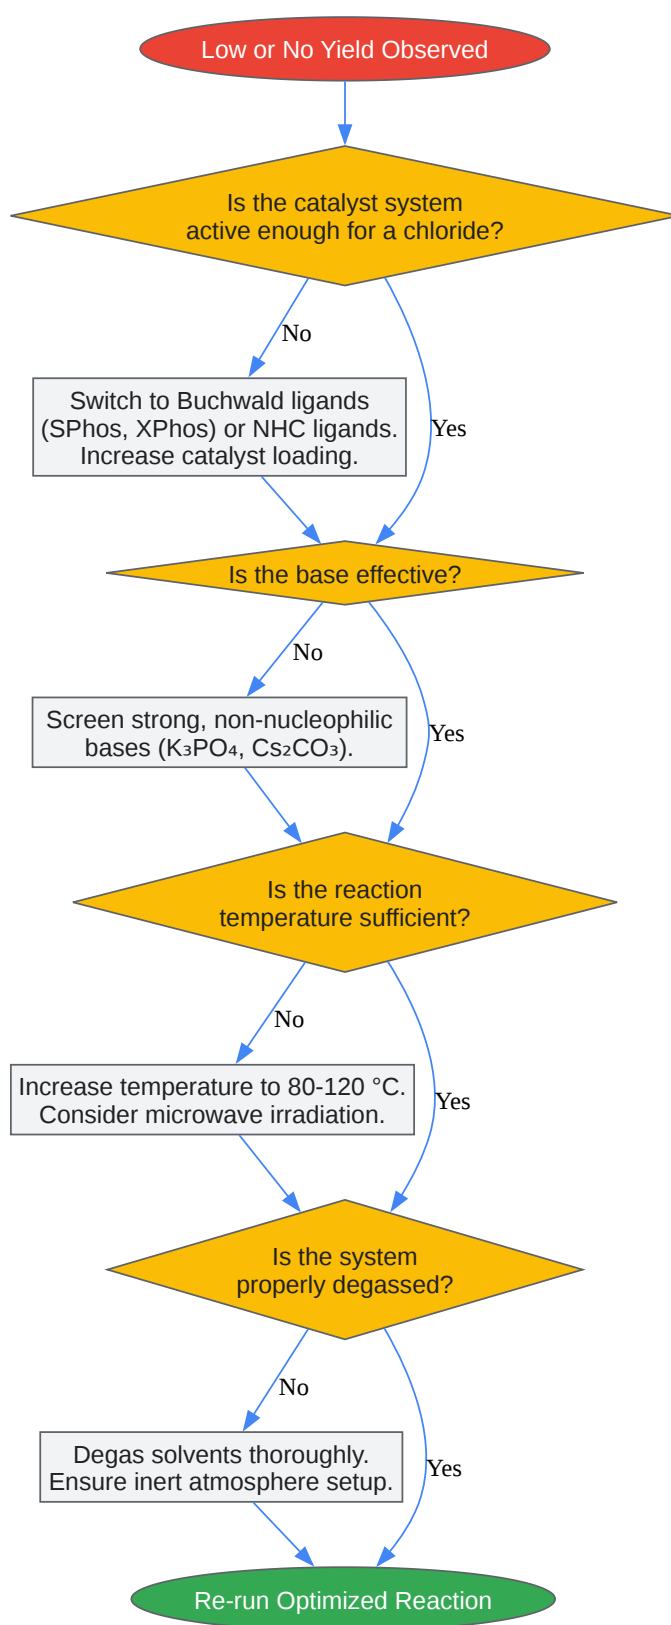 Low or No Yield Observed
Is the catalyst system
active enough for a chloride?
No
Switch to Buchwald ligands
(SPhos, XPhos) or NHC ligands.
Increase catalyst loading.
Yes
Is the base effective?
No
Screen strong, non-nucleophilic
bases (K₃PO₄, Cs₂CO₃).
Yes
Is the reaction
temperature sufficient?
No
Increase temperature to 80-120 °C.
Consider microwave irradiation.
Yes
Is the system
properly degassed?
No
Degas solvents thoroughly.
Ensure inert atmosphere setup.
Yes
Re-run Optimized Reaction